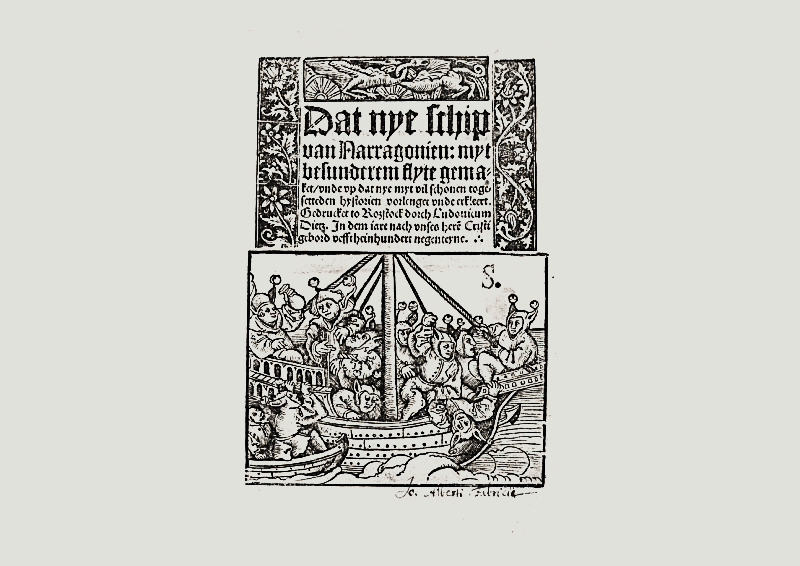 Dat nye schip
van Narragonien: myt
besunderem flyte gema-
ket/vnde vp dat nye myt vil schonen toge-
setteden hystorien vorlenget vnde erkleert.
Gedrucket to Rozstock dorch Ludouicum
Dietz. In dem iare nach vnses herē Cristi
gebord vefftheinhundert negenteyne. ∴
S.
Jo. Alberti Fabricii